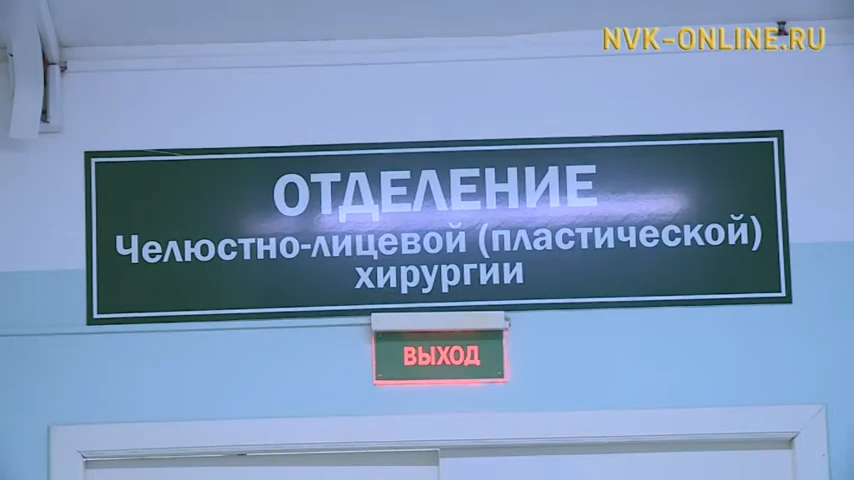 NVK-ONLINE.RU
ОТДЕЛЕНИЕ
Челюстно-лицевой (пластической)
хирургии
ВЫХОД